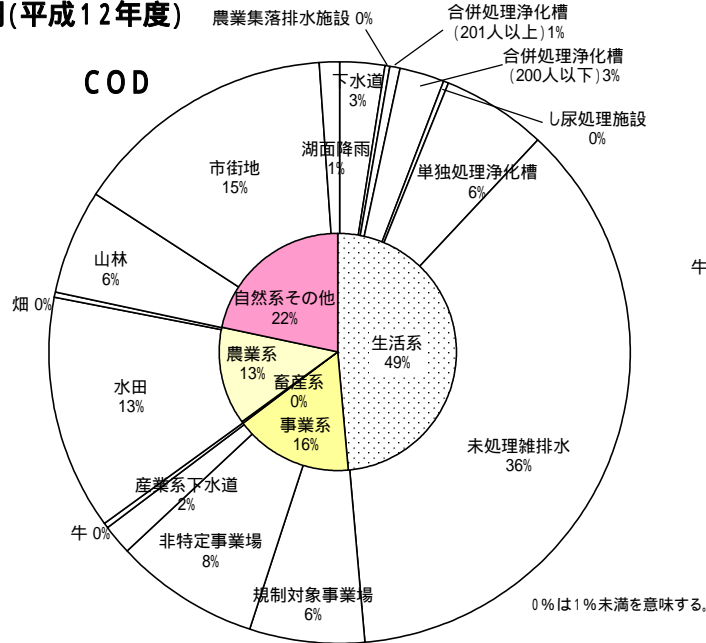 (平成12年度)
COD
農業集落排水施設 0%
合併処理浄化槽
(201人以上)1%
合併処理浄化槽
(200人以下)3%
し尿処理施設
0%
下水道
3%
湖面降雨
1%
単独処理浄化槽
6%
市街地
15%
山林
6%
畑 0%
水田
13%
牛 0%
産業系下水道
2%
非特定事業場
8%
規制対象事業場
6%
未処理雑排水
36%
自然系その他
22%
生活系
49%
農業系
13%
畜産系
0%
事業系
16%
牛
0%は1%未満を意味する。